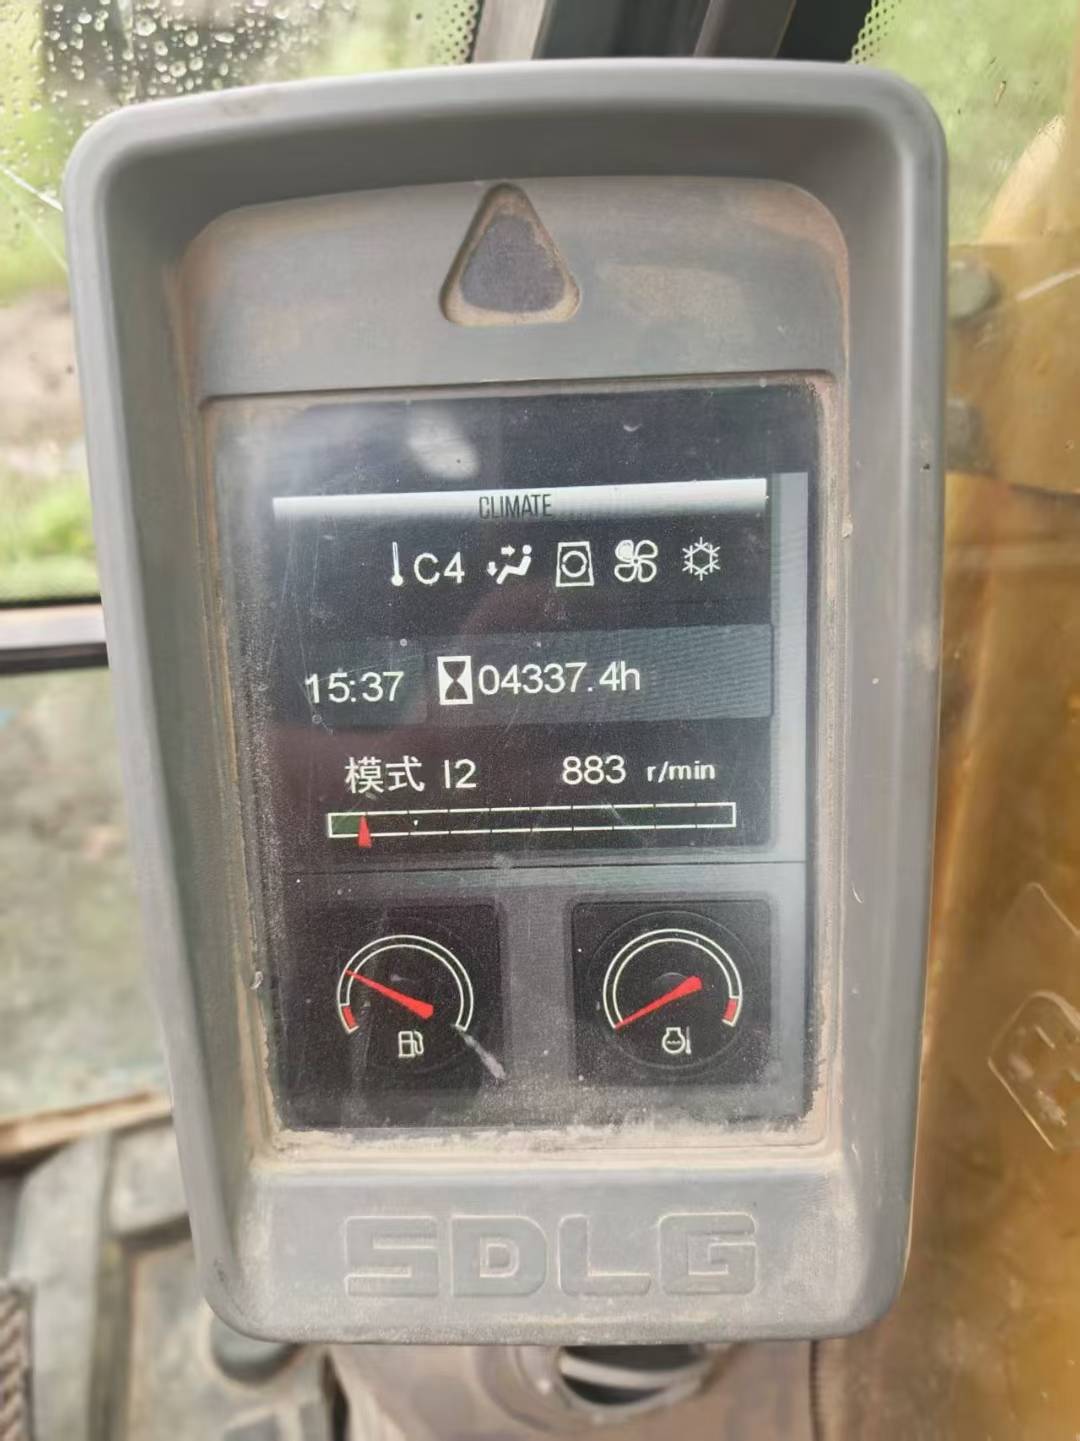 CLIMATE
C4
15:37 04337.4h
模式 I2 883 r/min
SDLG